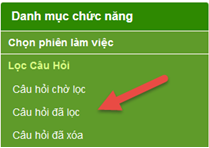 Danh mục chức năng
Chọn phiên làm việc
Lọc Câu Hỏi
Câu hỏi chờ lọc
Câu hỏi đã lọc
Câu hỏi đã xóa